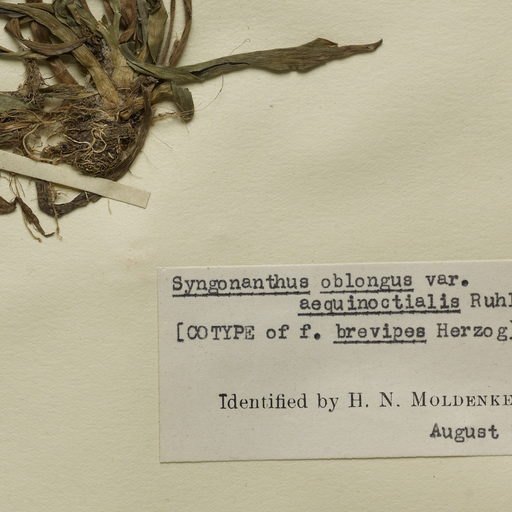 Syngonanthus oblongus var.
aequinoctialis Ruhl
[COTYPE of f. brevipes Herzog]
Identified by H. N. MOLDENKE
August